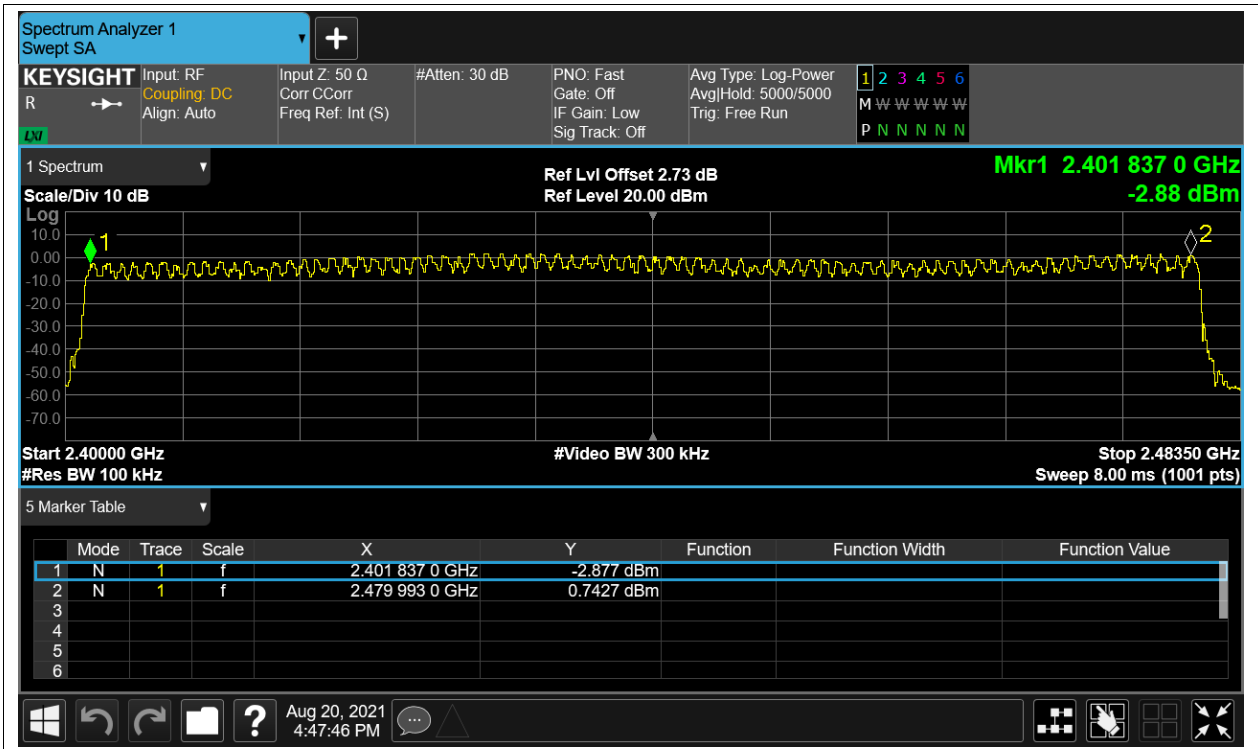 Spectrum Analyzer 1
Swept SA
KEYSIGHT Input: RF Input Z: 50 Ω #Atten: 30 dB PNO: Fast Avg Type: Log-Power 1 2 3 4 5 6
R Coupling: DC Corr CCorr Gate: Off Avg|Hold: 5000/5000 M W W W W W
Align: Auto Freq Ref: Int (S) IF Gain: Low Trig: Free Run
LXI Sig Track: Off P N N N N N
1 Spectrum Ref Lvl Offset 2.73 dB Mkr1 2.401 837 0 GHz
Scale/Div 10 dB Ref Level 20.00 dBm -2.88 dBm
Log
10.0
0.00
-10.0
-20.0
-30.0
-40.0
-50.0
-60.0
-70.0
1
2
Start 2.40000 GHz #Video BW 300 kHz Stop 2.48350 GHz
#Res BW 100 kHz Sweep 8.00 ms (1001 pts)
5 Marker Table
Mode Trace Scale X Y Function Function Width Function Value
1 N 1 f 2.401 837 0 GHz -2.877 dBm
2 N 1 f 2.479 993 0 GHz 0.7427 dBm
3
4
5
6
? Aug 20, 2021
4:47:46 PM